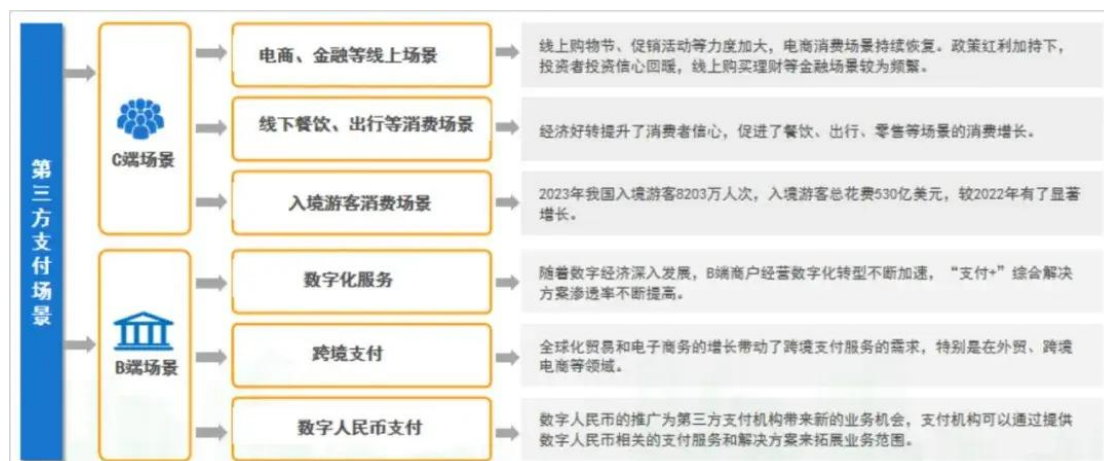 第三方支付场景
C端场景
电商、金融等线上场景
线上购物节、促销活动等力度加大，电商消费场景持续恢复。政策红利加持下，
投资者投资信心回暖，线上购买理财等金融场景较为频繁。
线下餐饮、出行等消费场景
经济好转提升了消费者信心，促进了餐饮、出行、零售等场景的消费增长。
入境游客消费场景
2023年我国入境游客8203万人次，入境游客总花费530亿美元，较2022年有了显著
增长。
B端场景
数字化服务
随着数字经济深入发展，B端商户经营数字化转型不断加速，“支付+”综合解决
方案渗透率不断提高。
跨境支付
全球化贸易和电子商务的增长带动了跨境支付服务的需求，特别是在外贸、跨境
电商等领域。
数字人民币支付
数字人民币的推广为第三方支付机构带来新的业务机会，支付机构可以通过提供
数字人民币相关的支付服务和解决方案来拓展业务范围。